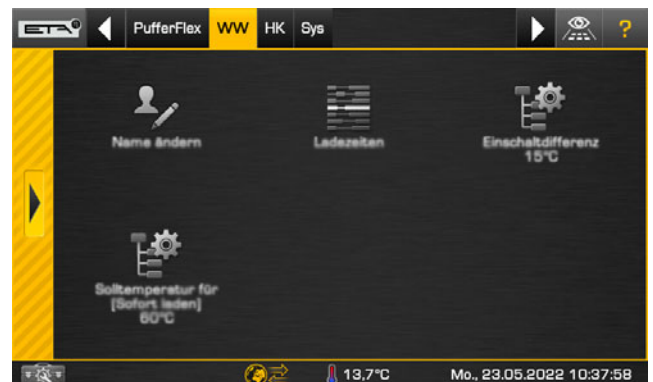 ETA PufferFlex WW HK Sys ?
Name ändern
Ladezeiten
Einschaltdifferenz
15°C
Solltemperatur für
[Sofort laden]
60°C
13,7°C Mo., 23.05.2022 10:37:58